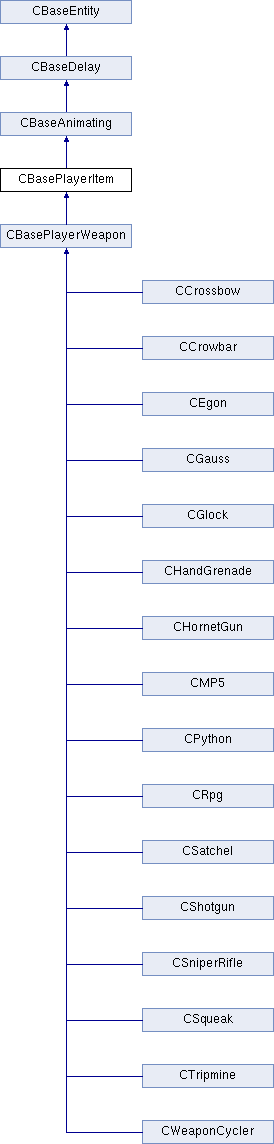 CBaseEntity
CBaseDelay
CBaseAnimating
CBasePlayerItem
CBasePlayerWeapon
CCrossbow
CCrowbar
CEgon
CGauss
CGlock
CHandGrenade
CHornetGun
CMP5
CPython
CRpg
CSatchel
CShotgun
CSniperRifle
CSqueak
CTripmine
CWeaponCycler